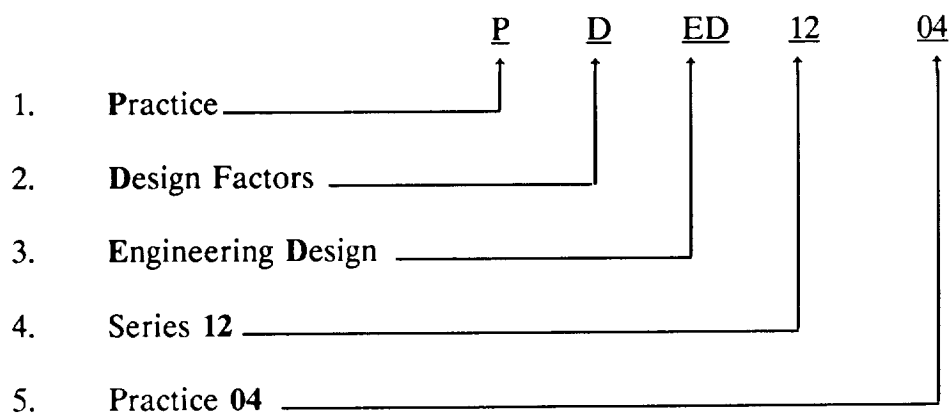 P D ED 12 04
1. Practice
2. Design Factors
3. Engineering Design
4. Series 12
5. Practice 04